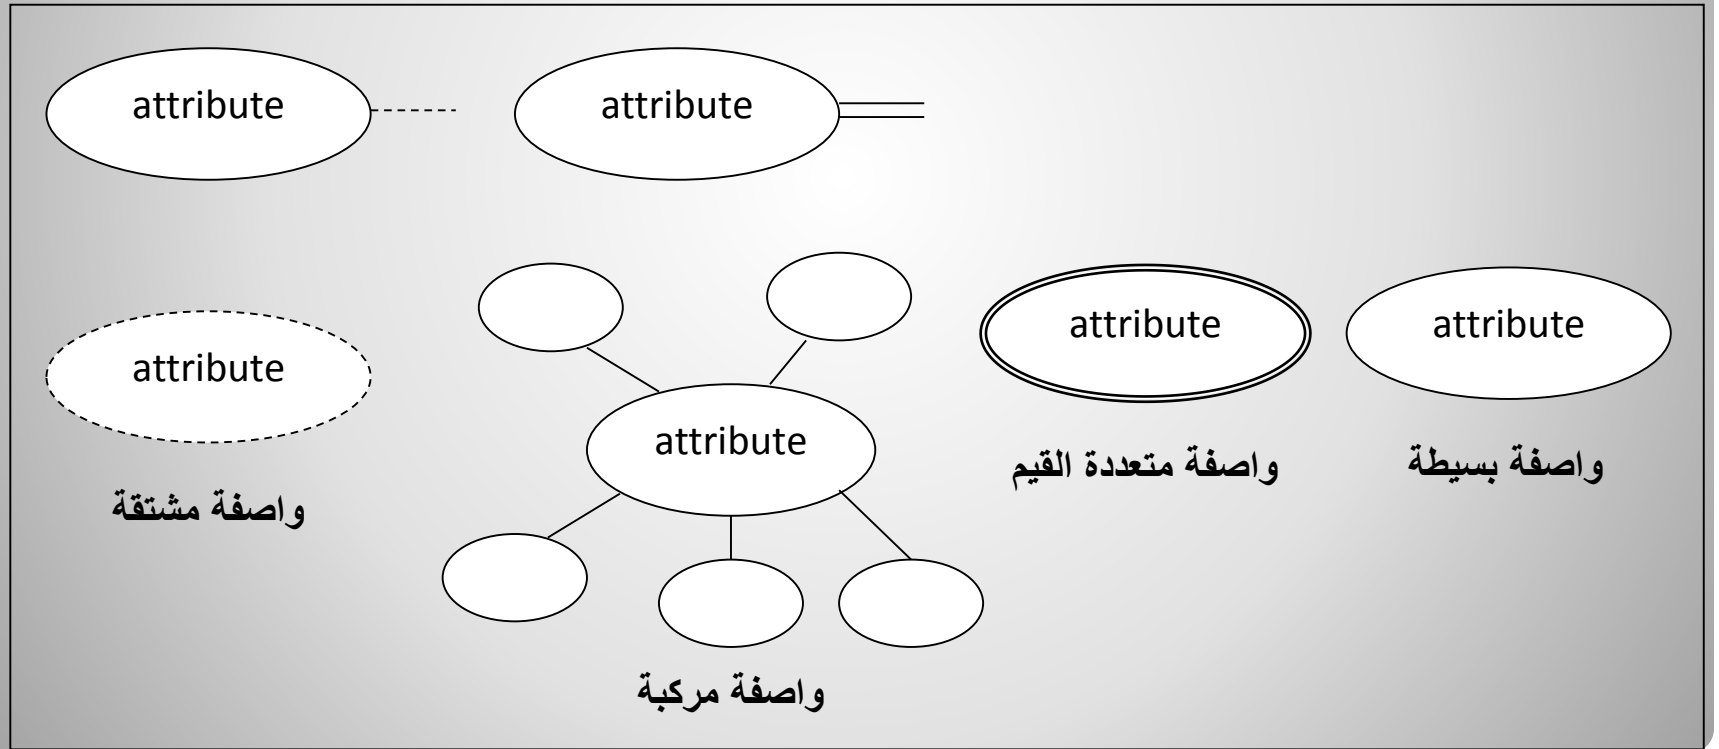 attribute
attribute
attribute
attribute
attribute
attribute
واصفة بسيطة
واصفة متعددة القيم
واصفة مشتقة
واصفة مركبة